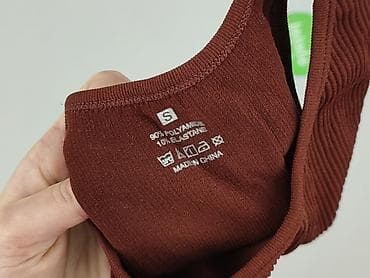 S
90% POLYAMIDE
10% ELASTANE
MADE IN CHINA